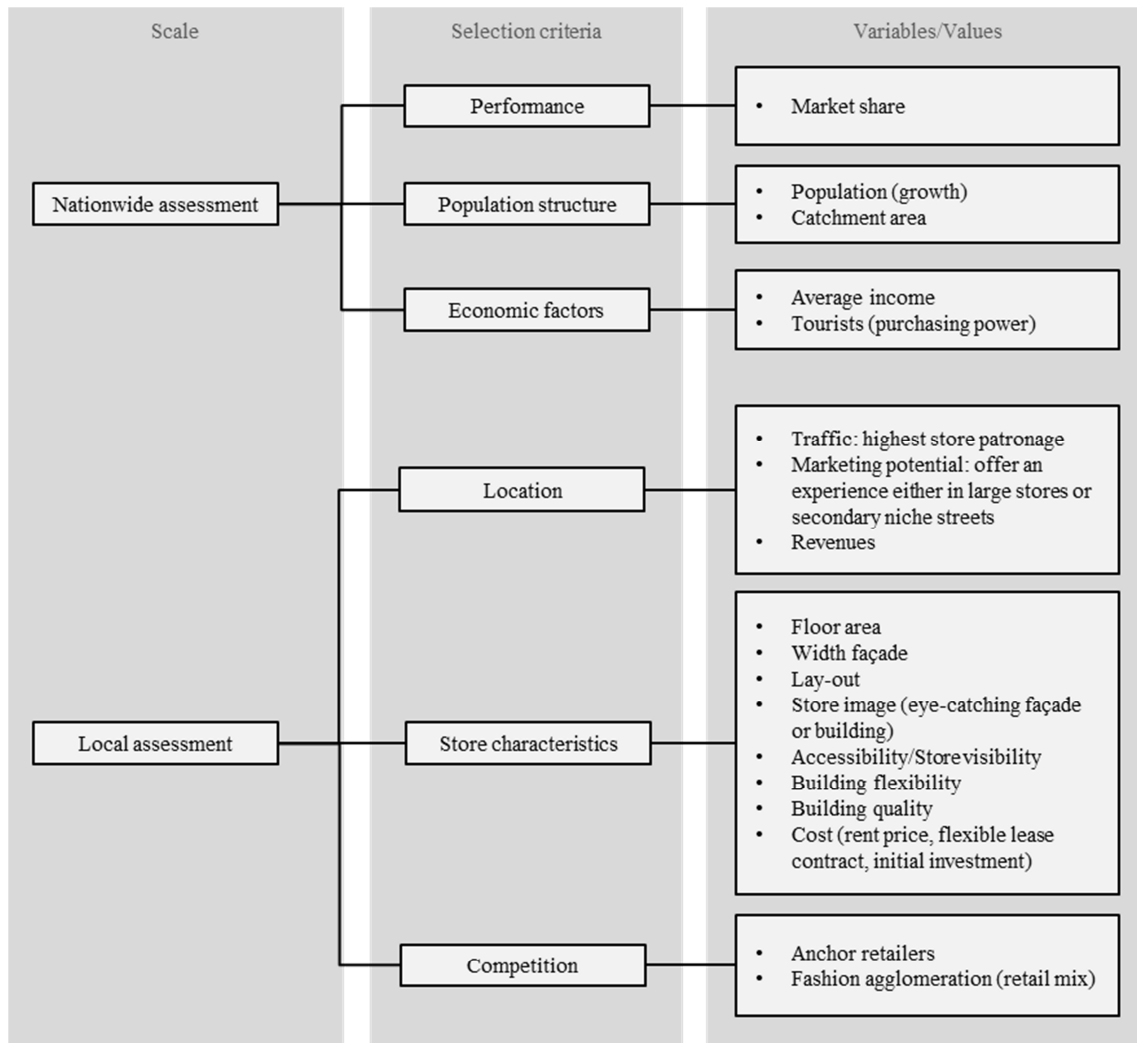 Scale
Selection criteria
Variables/Values
Performance
• Market share
Nationwide assessment
Population structure
• Population (growth)
• Catchment area
Economic factors
• Average income
• Tourists (purchasing power)
Location
• Traffic: highest store patronage
• Marketing potential: offer an
experience either in large stores or
secondary niche streets
• Revenues
Local assessment
Store characteristics
• Floor area
• Width façade
• Lay-out
• Store image (eye-catching façade
or building)
• Accessibility/Store visibility
• Building flexibility
• Building quality
• Cost (rent price, flexible lease
contract, initial investment)
Competition
• Anchor retailers
• Fashion agglomeration (retail mix)